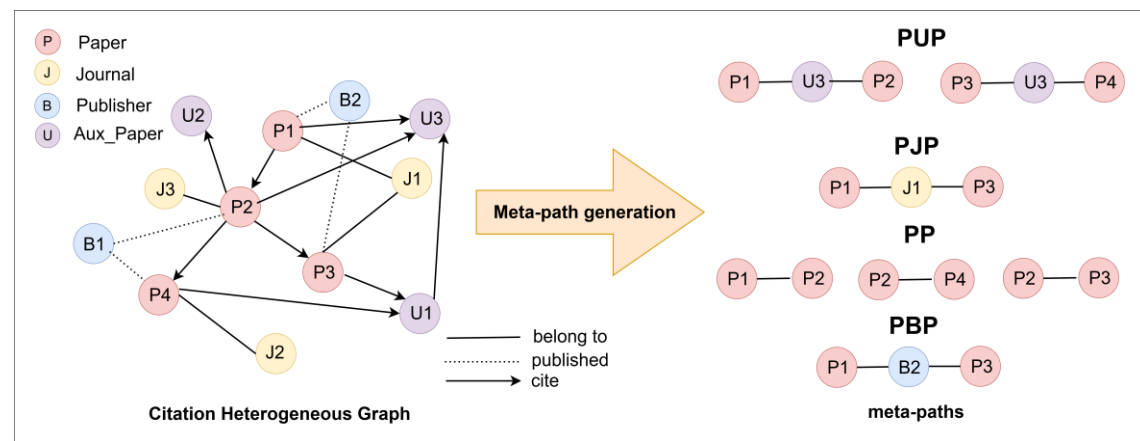 P Paper
J Journal
B Publisher
U Aux_Paper
B2
U2
P1
U3
J3
J1
P2
B1
P3
P4
U1
J2
belong to
published
cite
Citation Heterogeneous Graph
Meta-path generation
PUP
P1 U3 P2 P3 U3 P4
PJP
P1 J1 P3
PP
P1 P2 P2 P4 P2 P3
PBP
P1 B2 P3
meta-paths